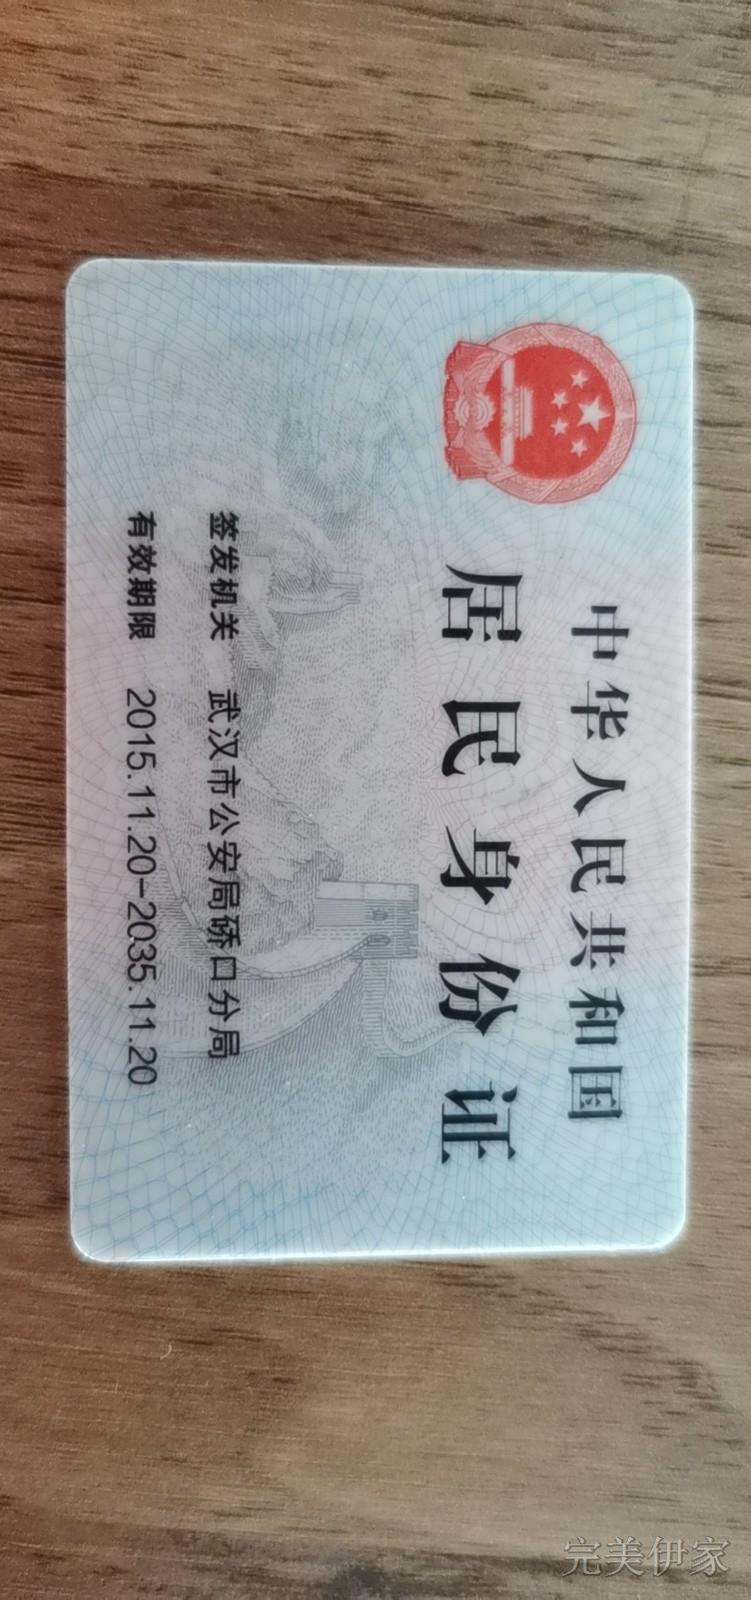 中华人民共和国
居民身份证
签发机关 武汉市公安局硚口分局
有效期限 2015.11.20-2035.11.20
完美伊家